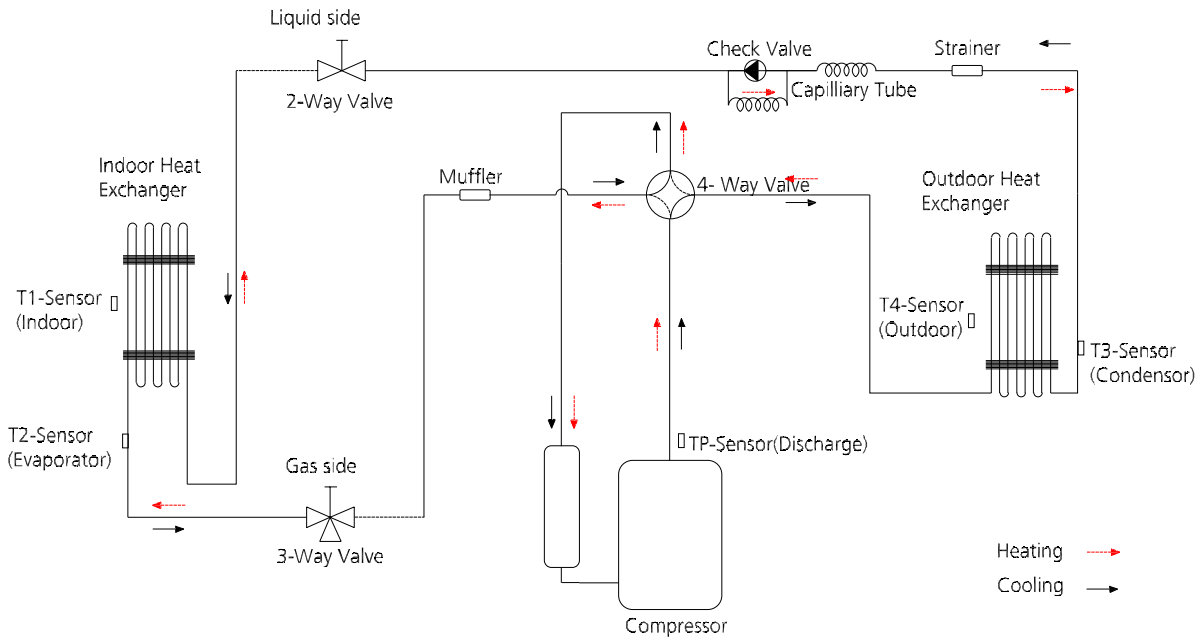 Liquid side
2-Way Valve
Check Valve
Capilliary Tube
Strainer
Indoor Heat
Exchanger
Muffler
4- Way Valve
Outdoor Heat
Exchanger
T1-Sensor
(Indoor)
T4-Sensor
(Outdoor)
T3-Sensor
(Condensor)
T2-Sensor
(Evaporator)
TP-Sensor(Discharge)
Gas side
3-Way Valve
Heating
Cooling
Compressor